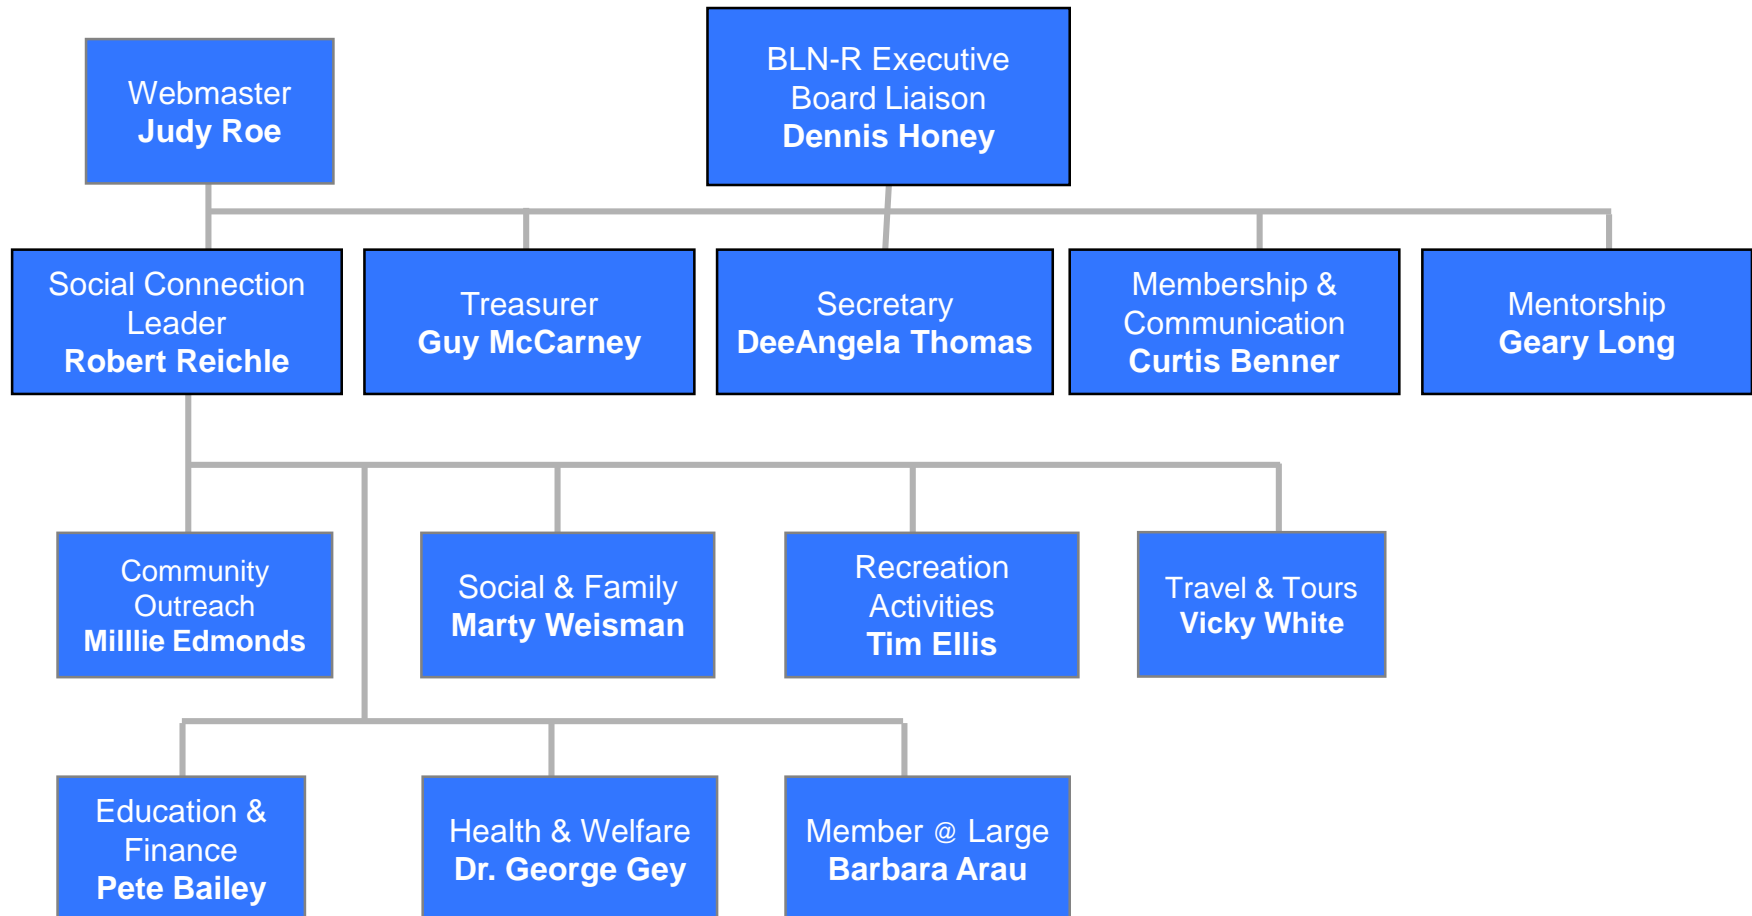 Webmaster
Judy Roe
BLN-R Executive
Board Liaison
Dennis Honey
Social Connection
Leader
Robert Reichle
Treasurer
Guy McCarney
Secretary
DeeAngela Thomas
Membership &
Communication
Curtis Benner
Mentorship
Geary Long
Community
Outreach
Milllie Edmonds
Social & Family
Marty Weisman
Recreation
Activities
Tim Ellis
Travel & Tours
Vicky White
Education &
Finance
Pete Bailey
Health & Welfare
Dr. George Gey
Member @ Large
Barbara Arau